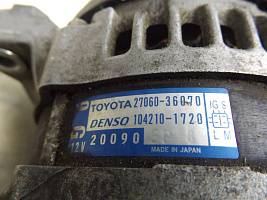 TOYOTA 27060-36070 IG S
DENSO 104210-1720
L M
12V 20090
MADE IN JAPAN